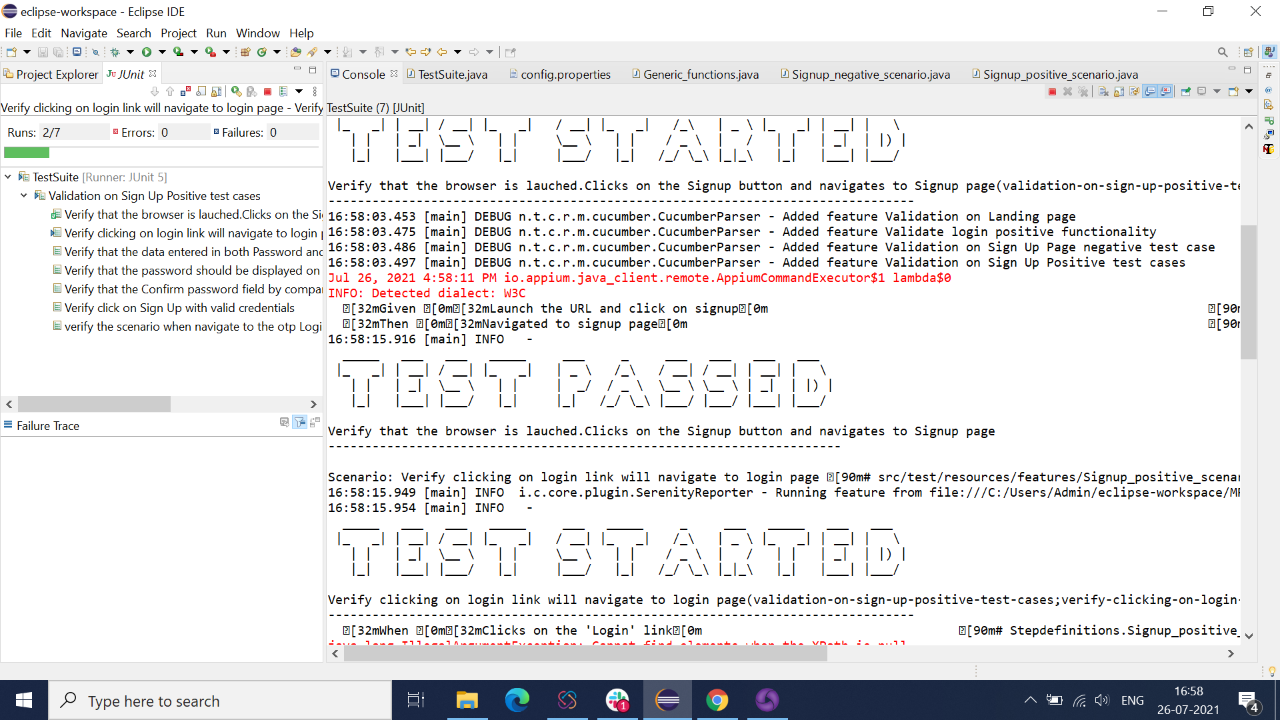 eclipse-workspace - Eclipse IDE
File Edit Navigate Search Project Run Window Help
Project Explorer JUnit
Verify clicking on login link will navigate to login page - Verify
Runs: 2/7 Errors: 0 Failures: 0
TestSuite [Runner: JUnit 5]
Validation on Sign Up Positive test cases
Verify that the browser is lauched.Clicks on the Si
Verify clicking on login link will navigate to login p
Verify that the data entered in both Password and
Verify that the password should be displayed on
Verify that the Confirm password field by compa
Verify click on Sign Up with valid credentials
verify the scenario when navigate to the otp Logi
Failure Trace
Console TestSuite.java config.properties Generic_functions.java Signup_negative_scenario.java Signup_positive_scenario.java
TestSuite (7) [JUnit]
TEST STARTED
Verify that the browser is lauched.Clicks on the Signup button and navigates to Signup page(validation-on-sign-up-positive-te
--------------------------------------------------------------------------------
16:58:03.453 [main] DEBUG n.t.c.r.m.cucumber.CucumberParser - Added feature Validation on Landing page
16:58:03.475 [main] DEBUG n.t.c.r.m.cucumber.CucumberParser - Added feature Validate login positive functionality
16:58:03.486 [main] DEBUG n.t.c.r.m.cucumber.CucumberParser - Added feature Validation on Sign Up Page negative test case
16:58:03.497 [main] DEBUG n.t.c.r.m.cucumber.CucumberParser - Added feature Validation on Sign Up Positive test cases
Jul 26, 2021 4:58:11 PM io.appium.java_client.remote.AppiumCommandExecutor$1 lambda$0
INFO: Detected dialect: W3C
[32mGiven [0m[32mLaunch the URL and click on signup[0m [90m
[32mThen [0m[32mNavigated to signup page[0m [90m
16:58:15.916 [main] INFO -
TEST PASSED
Verify that the browser is lauched.Clicks on the Signup button and navigates to Signup page
----------------------------------------------------------------------
Scenario: Verify clicking on login link will navigate to login page [90m# src/test/resources/features/Signup_positive_scenar
16:58:15.949 [main] INFO i.c.core.plugin.SerenityReporter - Running feature from file:///C:/Users/Admin/eclipse-workspace/MF
16:58:15.954 [main] INFO -
TEST STARTED
Verify clicking on login link will navigate to login page(validation-on-sign-up-positive-test-cases;verify-clicking-on-login-
--------------------------------------------------------------------------------
[32mWhen [0m[32mClicks on the 'Login' link[0m [90m# Stepdefinitions.Signup_positive_
java.lang.IllegalArgumentException: Cannot find elements when the XPath is null
Type here to search
ENG
16:58
26-07-2021
1
4